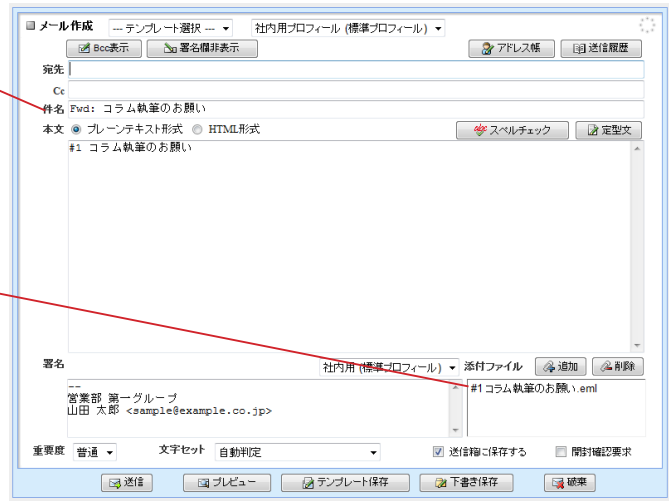 メール作成 --- テンプレート選択 --- 社内用プロフィール (標準プロフィール)
Bcc表示 署名欄非表示 アドレス帳 送信履歴
宛先
Cc
件名 Fwd: コラム執筆のお願い
本文 プレーンテキスト形式 HTML形式 スペルチェック 定型文
#1 コラム執筆のお願い
署名 社内用 (標準プロフィール) 添付ファイル 追加 削除
-- #1 コラム執筆のお願い.eml
営業部 第一グループ
山田 太郎 <sample@example.co.jp>
重要度 普通 文字セット 自動判定 送信箱に保存する 開封確認要求
送信 プレビュー テンプレート保存 下書き保存 破棄